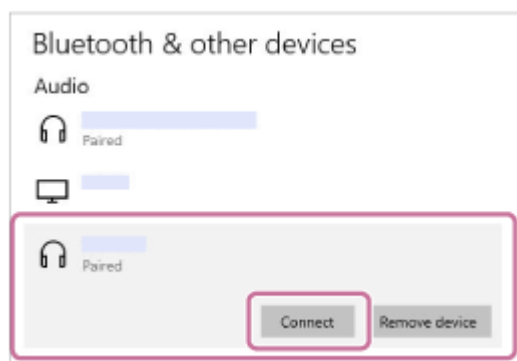 Bluetooth & other devices
Audio
Paired
Paired
Connect Remove device